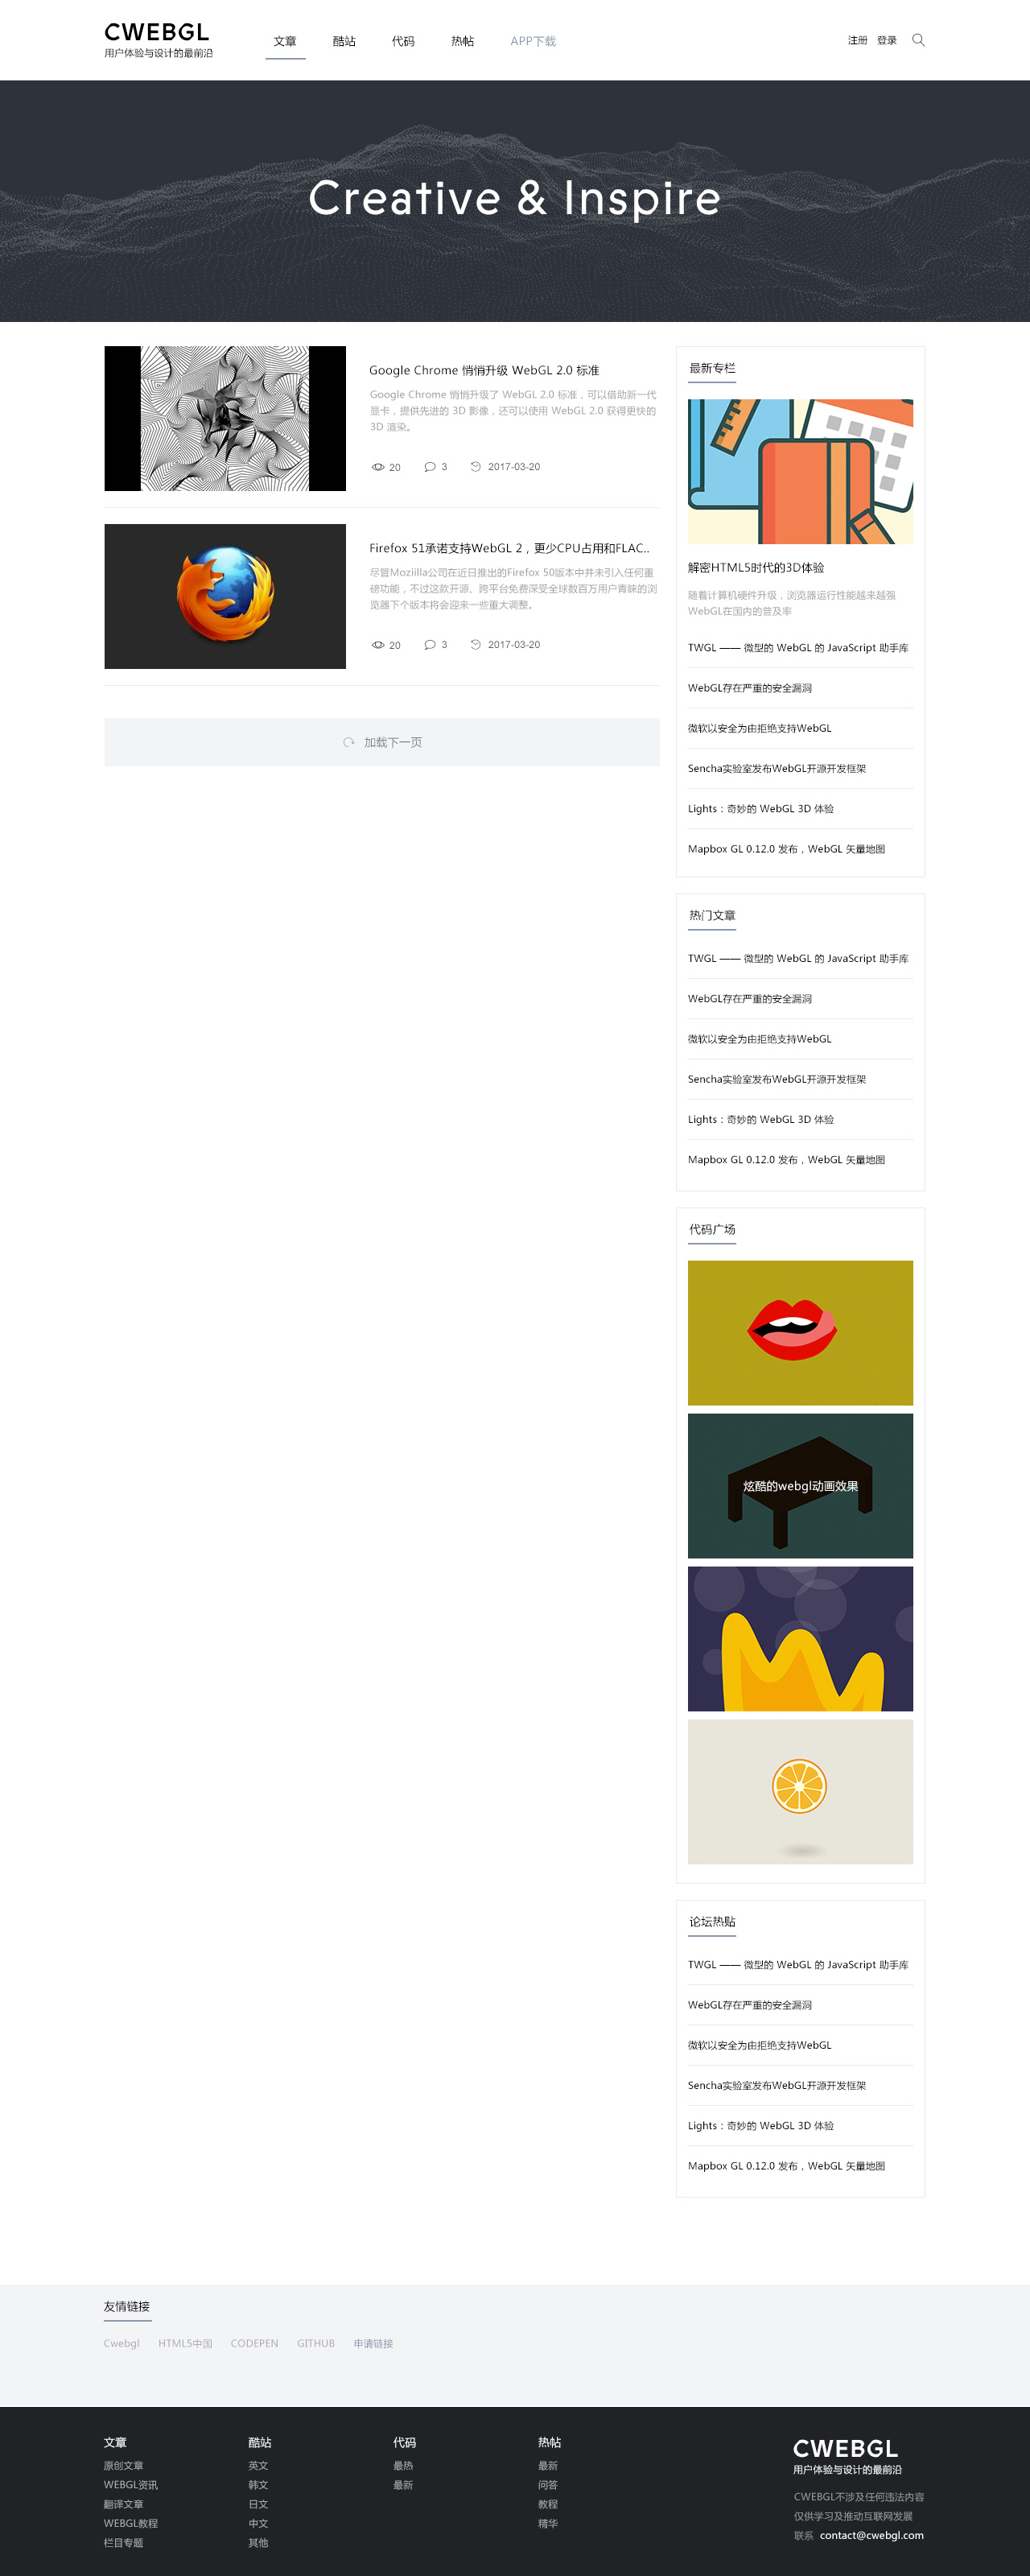 CWEBGL
用户体验与设计的最前沿
文章 酷站 代码 热帖 APP下载
注册 登录
Creative & Inspire
Google Chrome 悄悄升级 WebGL 2.0 标准
Google Chrome 悄悄升级了 WebGL 2.0 标准，可以借助新一代
显卡，提供先进的 3D 影像，还可以使用 WebGL 2.0 获得更快的
3D 渲染。
20 3 2017-03-20
Firefox 51承诺支持WebGL 2，更少CPU占用和FLAC..
尽管Moziilla公司在近日推出的Firefox 50版本中并未引入任何重
磅功能，不过这款开源、跨平台免费深受全球数百万用户青睐的浏
览器下个版本将会迎来一些重大调整。
20 3 2017-03-20
加载下一页
最新专栏
解密HTML5时代的3D体验
随着计算机硬件升级，浏览器运行性能越来越强
WebGL在国内的普及率
TWGL —— 微型的 WebGL 的 JavaScript 助手库
WebGL存在严重的安全漏洞
微软以安全为由拒绝支持WebGL
Sencha实验室发布WebGL开源开发框架
Lights：奇妙的 WebGL 3D 体验
Mapbox GL 0.12.0 发布，WebGL 矢量地图
热门文章
TWGL —— 微型的 WebGL 的 JavaScript 助手库
WebGL存在严重的安全漏洞
微软以安全为由拒绝支持WebGL
Sencha实验室发布WebGL开源开发框架
Lights：奇妙的 WebGL 3D 体验
Mapbox GL 0.12.0 发布，WebGL 矢量地图
代码广场
炫酷的webgl动画效果
论坛热贴
TWGL —— 微型的 WebGL 的 JavaScript 助手库
WebGL存在严重的安全漏洞
微软以安全为由拒绝支持WebGL
Sencha实验室发布WebGL开源开发框架
Lights：奇妙的 WebGL 3D 体验
Mapbox GL 0.12.0 发布，WebGL 矢量地图
友情链接
Cwebgl HTML5中国 CODEPEN GITHUB 申请链接
文章
原创文章
WEBGL资讯
翻译文章
WEBGL教程
栏目专题
酷站
英文
韩文
日文
中文
其他
代码
最热
最新
热帖
最新
问答
教程
精华
CWEBGL
用户体验与设计的最前沿
CWEBGL不涉及任何违法内容
仅供学习及推动互联网发展
联系 contact@cwebgl.com